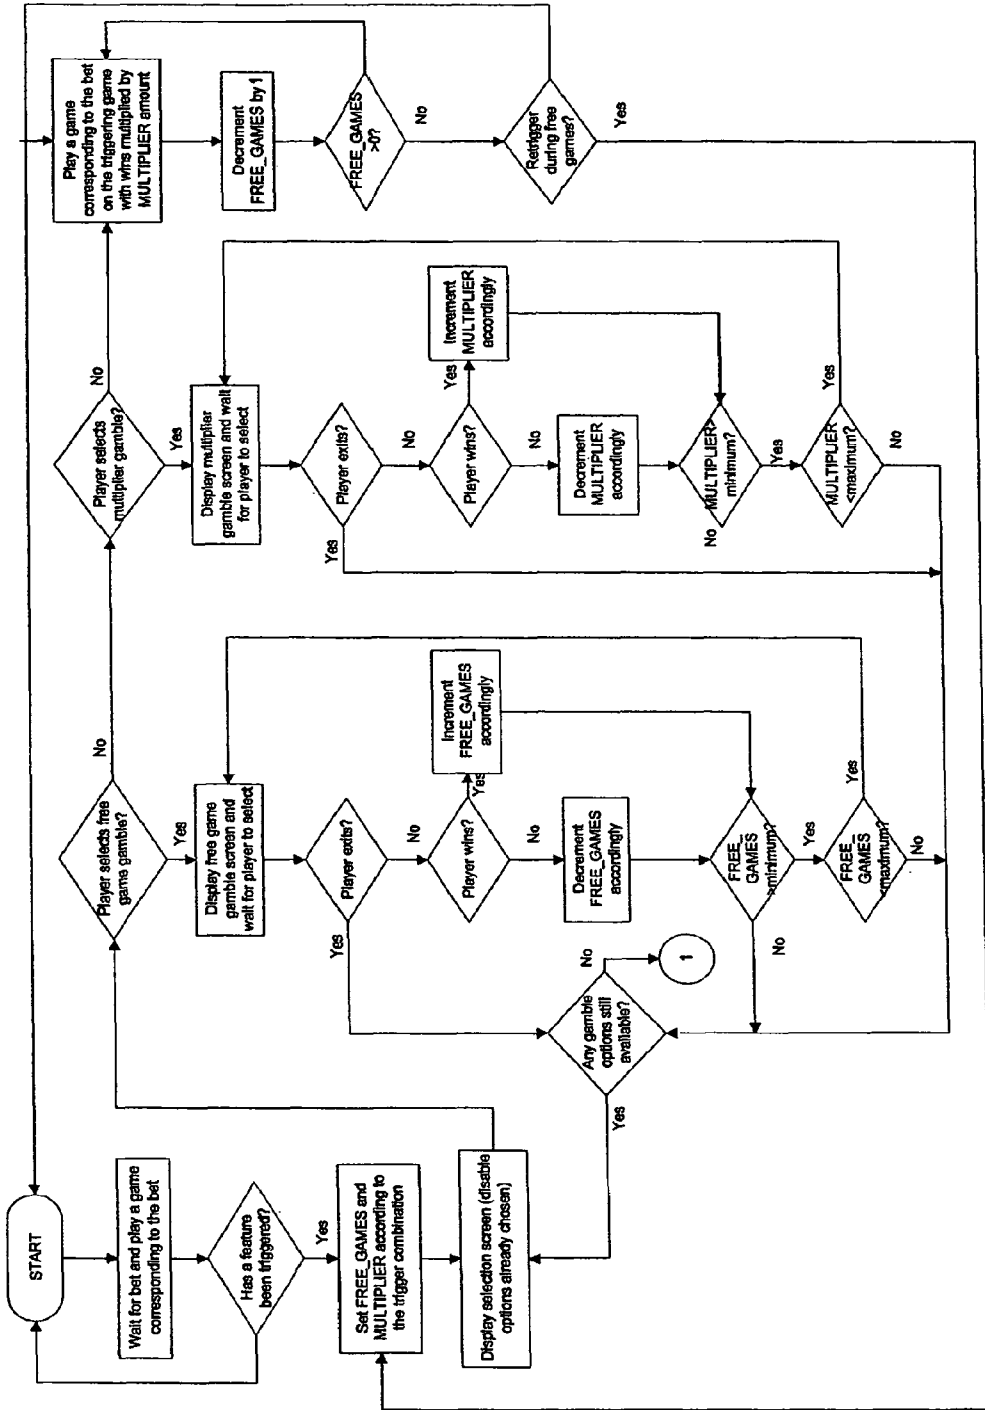 START
Wait for bet and play a game
corresponding to the bet
Has a feature
been triggered?
Yes
Set FREE_GAMES and
MULTIPLIER according to
the trigger combination
Display selection screen (disable
options already chosen)
Player selects free
game gamble?
No
Yes
Display free game
gamble screen and
wait for player to select
Player exits?
Yes
No
Player wins?
Yes
No
Increment
FREE_GAMES
accordingly
Decrement
FREE_GAMES
accordingly
FREE_
GAMES
>minimum?
No
Yes
FREE_
GAMES
<maximum?
Yes
No
Any gamble
options still
available?
No
Yes
1
Player selects
multiplier gamble?
No
Yes
Display multiplier
gamble screen and wait
for player to select
Player exits?
Yes
No
Player wins?
Yes
No
Increment
MULTIPLIER
accordingly
Decrement
MULTIPLIER
accordingly
MULTIPLIER>
minimum?
No
Yes
MULTIPLIER
<maximum?
Yes
No
Play a game
corresponding to the bet
on the triggering game
with wins multiplied by
MULTIPLIER amount
Decrement
FREE_GAMES by 1
FREE_GAMES
>0?
No
Retrigger
during free
games?
Yes